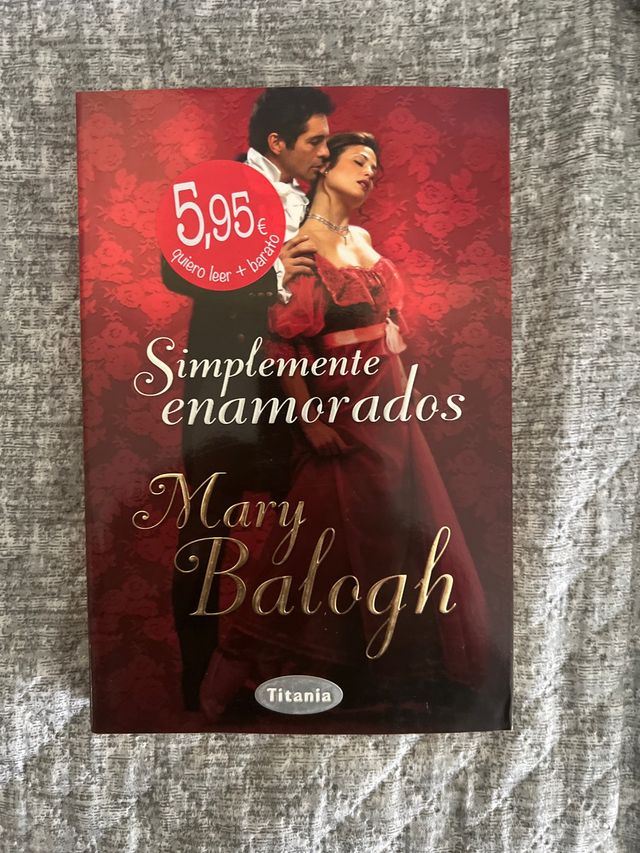 5,95€
quiero leer + barato
Simplemente
enamorados
Mary
Balogh
Titania